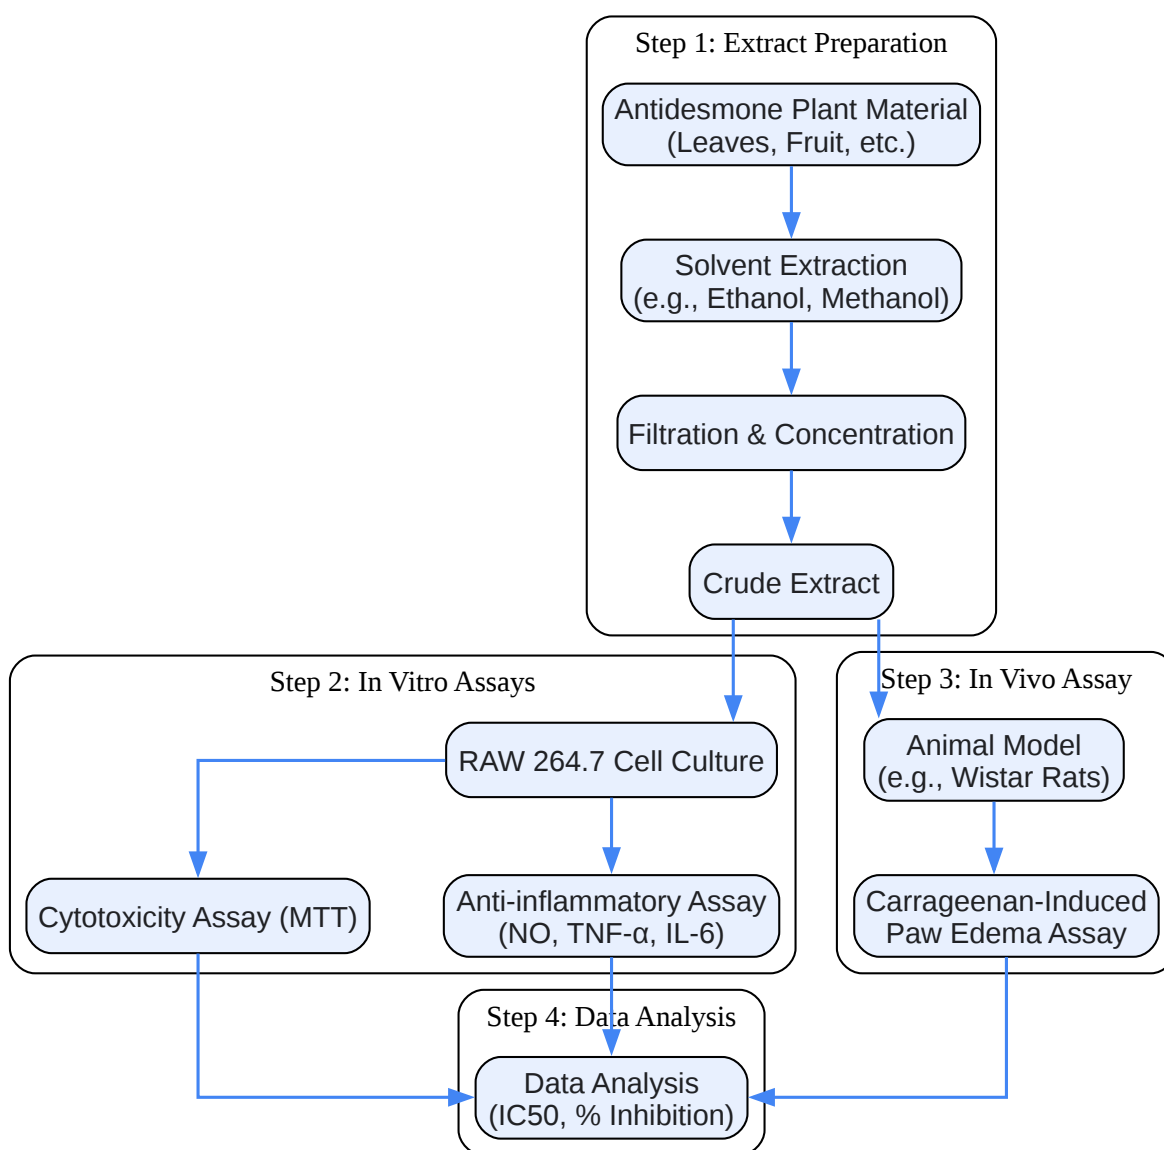 Step 1: Extract Preparation
Antidesmone Plant Material
(Leaves, Fruit, etc.)
Solvent Extraction
(e.g., Ethanol, Methanol)
Filtration & Concentration
Crude Extract
Step 2: In Vitro Assays
RAW 264.7 Cell Culture
Cytotoxicity Assay (MTT)
Anti-inflammatory Assay
(NO, TNF-α, IL-6)
Step 3: In Vivo Assay
Animal Model
(e.g., Wistar Rats)
Carrageenan-Induced
Paw Edema Assay
Step 4: Data Analysis
Data Analysis
(IC50, % Inhibition)